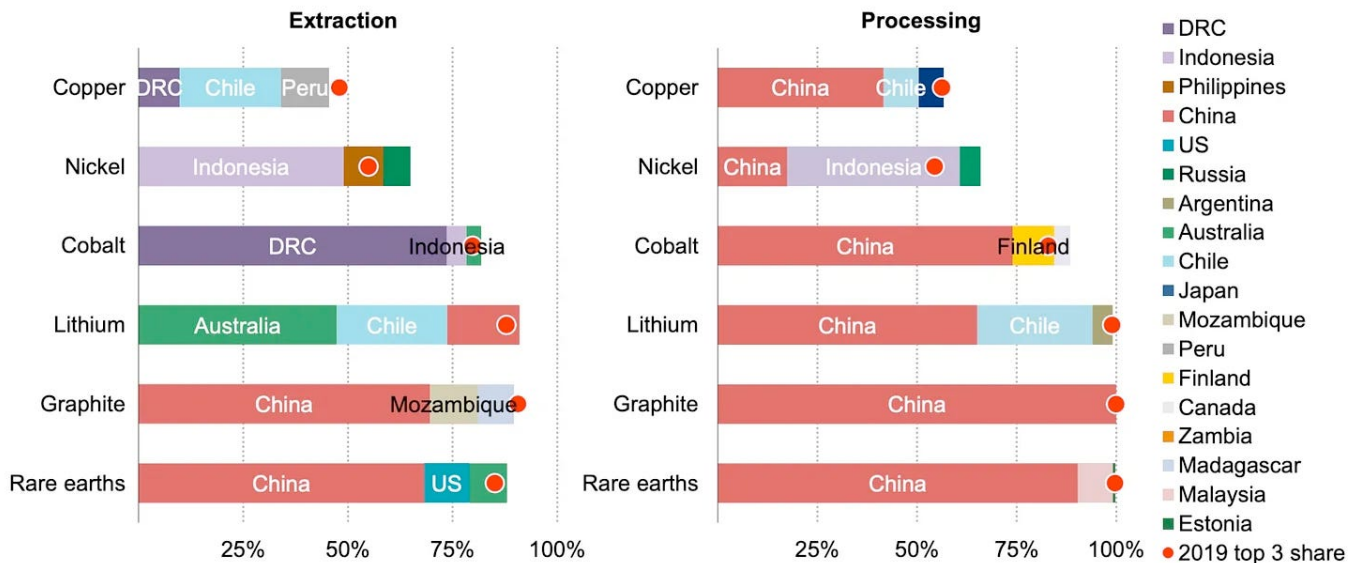 Extraction
Processing
Copper
DRC
Chile
Peru
Nickel
Indonesia
Cobalt
DRC
Indonesia
Lithium
Australia
Chile
Graphite
China
Mozambique
Rare earths
China
US
25%
50%
75%
100%
Copper
China
Chile
Nickel
China
Indonesia
Cobalt
China
Finland
Lithium
China
Chile
Graphite
China
Rare earths
China
25%
50%
75%
100%
DRC
Indonesia
Philippines
China
US
Russia
Argentina
Australia
Chile
Japan
Mozambique
Peru
Finland
Canada
Zambia
Madagascar
Malaysia
Estonia
2019 top 3 share